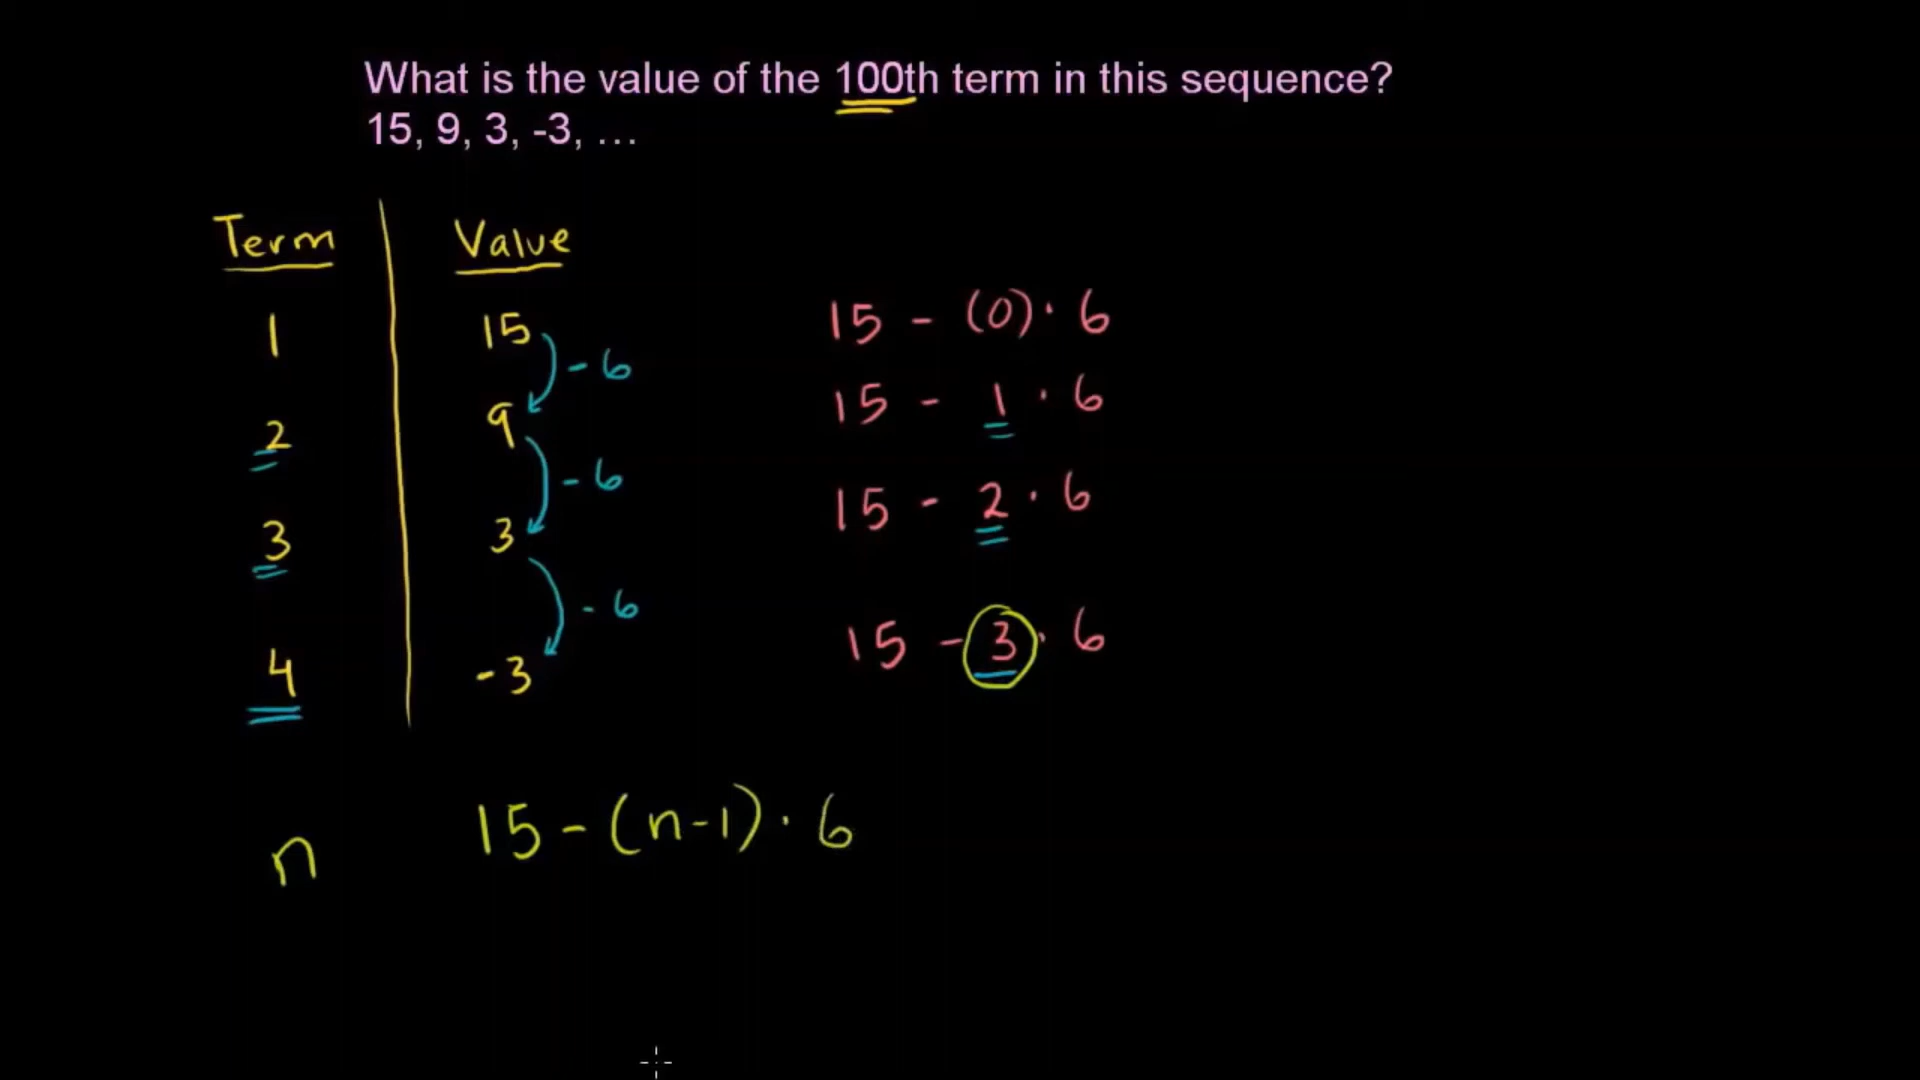 What is the value of the 100th term in this sequence?
15, 9, 3, -3, …
Term Value
1 15 15 - (0) · 6
- 6
2 9 15 - 1 · 6
- 6
3 3 15 - 2 · 6
- 6
4 -3 15 - 3 · 6
n 15 - (n-1) · 6